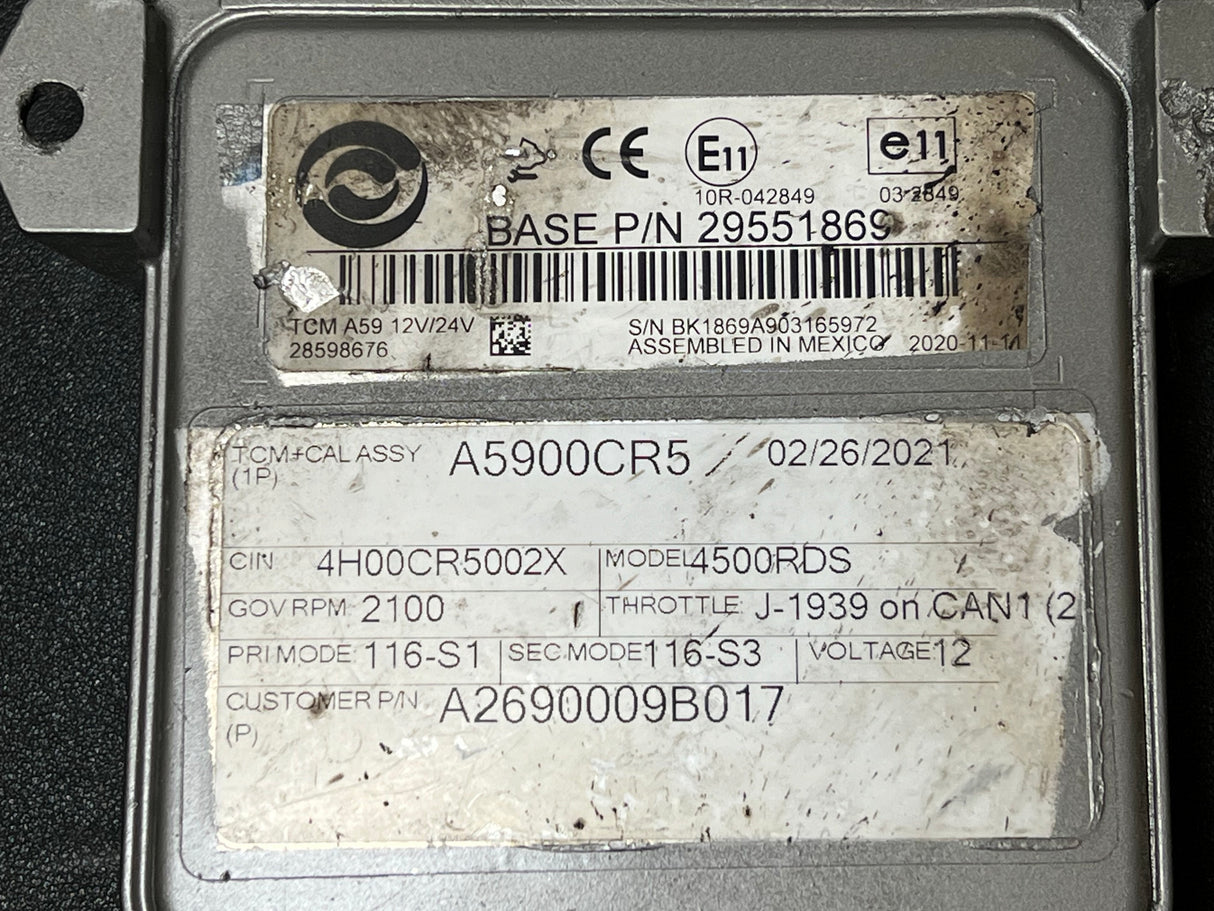 CE E11 e11
10R-042849 03-2849
BASE P/N 29551869
TCM A59 12V/24V S/N BK1869A903165972
28598676 ASSEMBLED IN MEXICO 2020-11-11
TCM+CAL ASSY A5900CR5 02/26/2021
(1P)
CIN 4H00CR5002X MODEL 4500RDS
GOV RPM 2100 THROTTLE J-1939 on CAN1 (2
PRI MODE 116-S1 SEC MODE 116-S3 VOLTAGE 12
CUSTOMER P/N A2690009B017
(P)